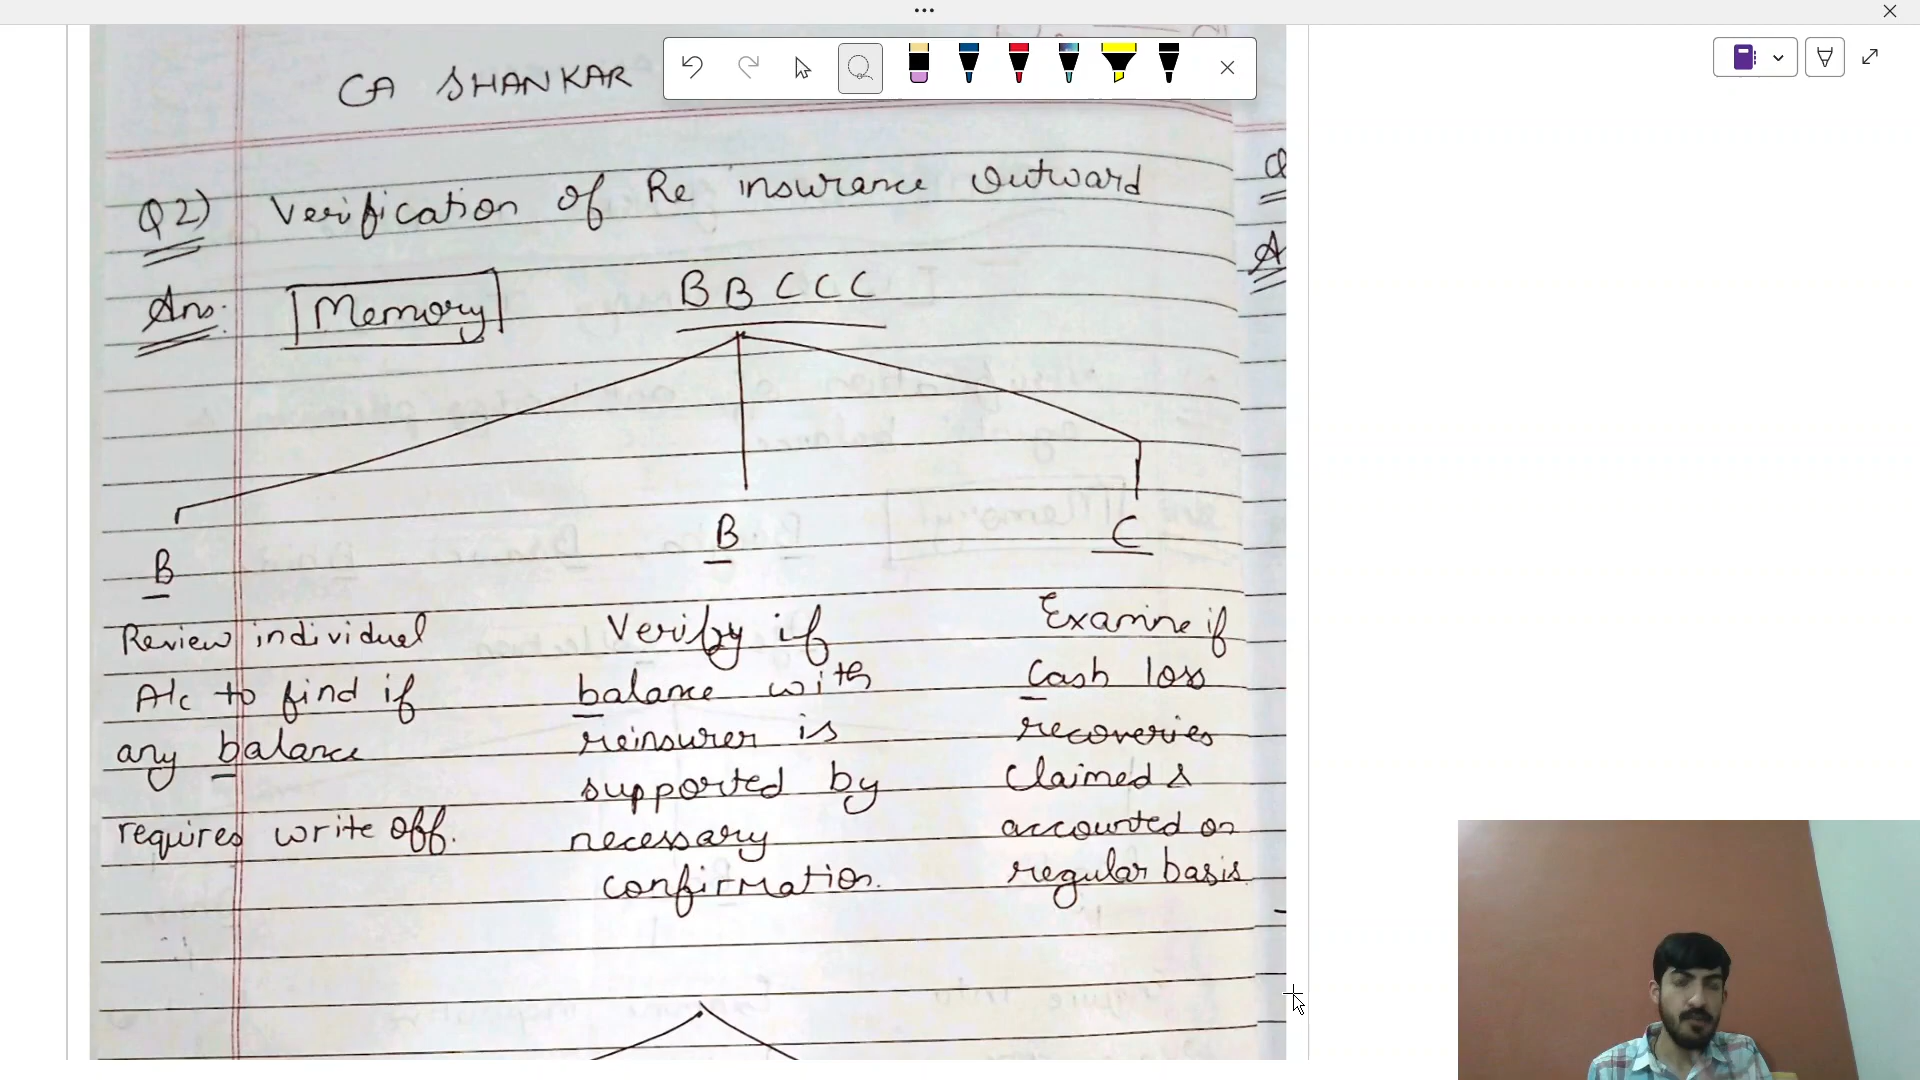 CA SHANKAR
Q2) Verification of Re insurance Outward
Ans: Memory B B C C C
B B C
Review individual
A/c to find if
any balance
requires write off.
Verify if
balance with
reinsurer is
supported by
necessary
confirmation.
Examine if
Cash loss
recoveries
Claimed &
accounted on
regular basis.
Q
A